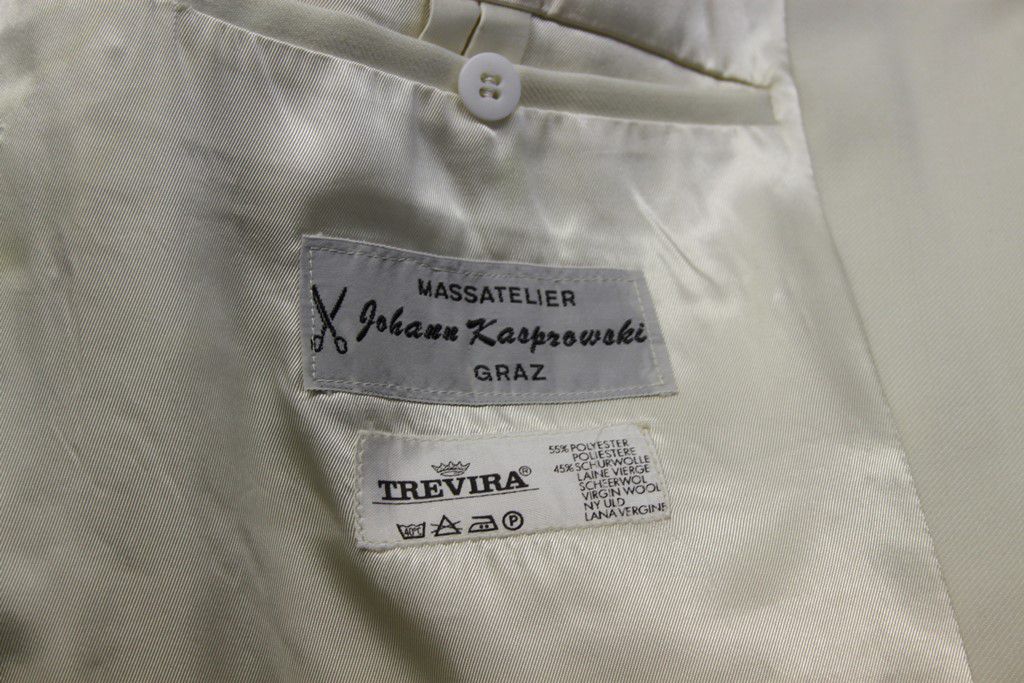 MASSATELIER
Johann Kasprowski
GRAZ
TREVIRA®
40°C
P
55% POLYESTER
POLIESTERE
45% SCHURWOLLE
LAINE VIERGE
SCHEERWOL
VIRGIN WOOL
NY ULD
LANA VERGINE